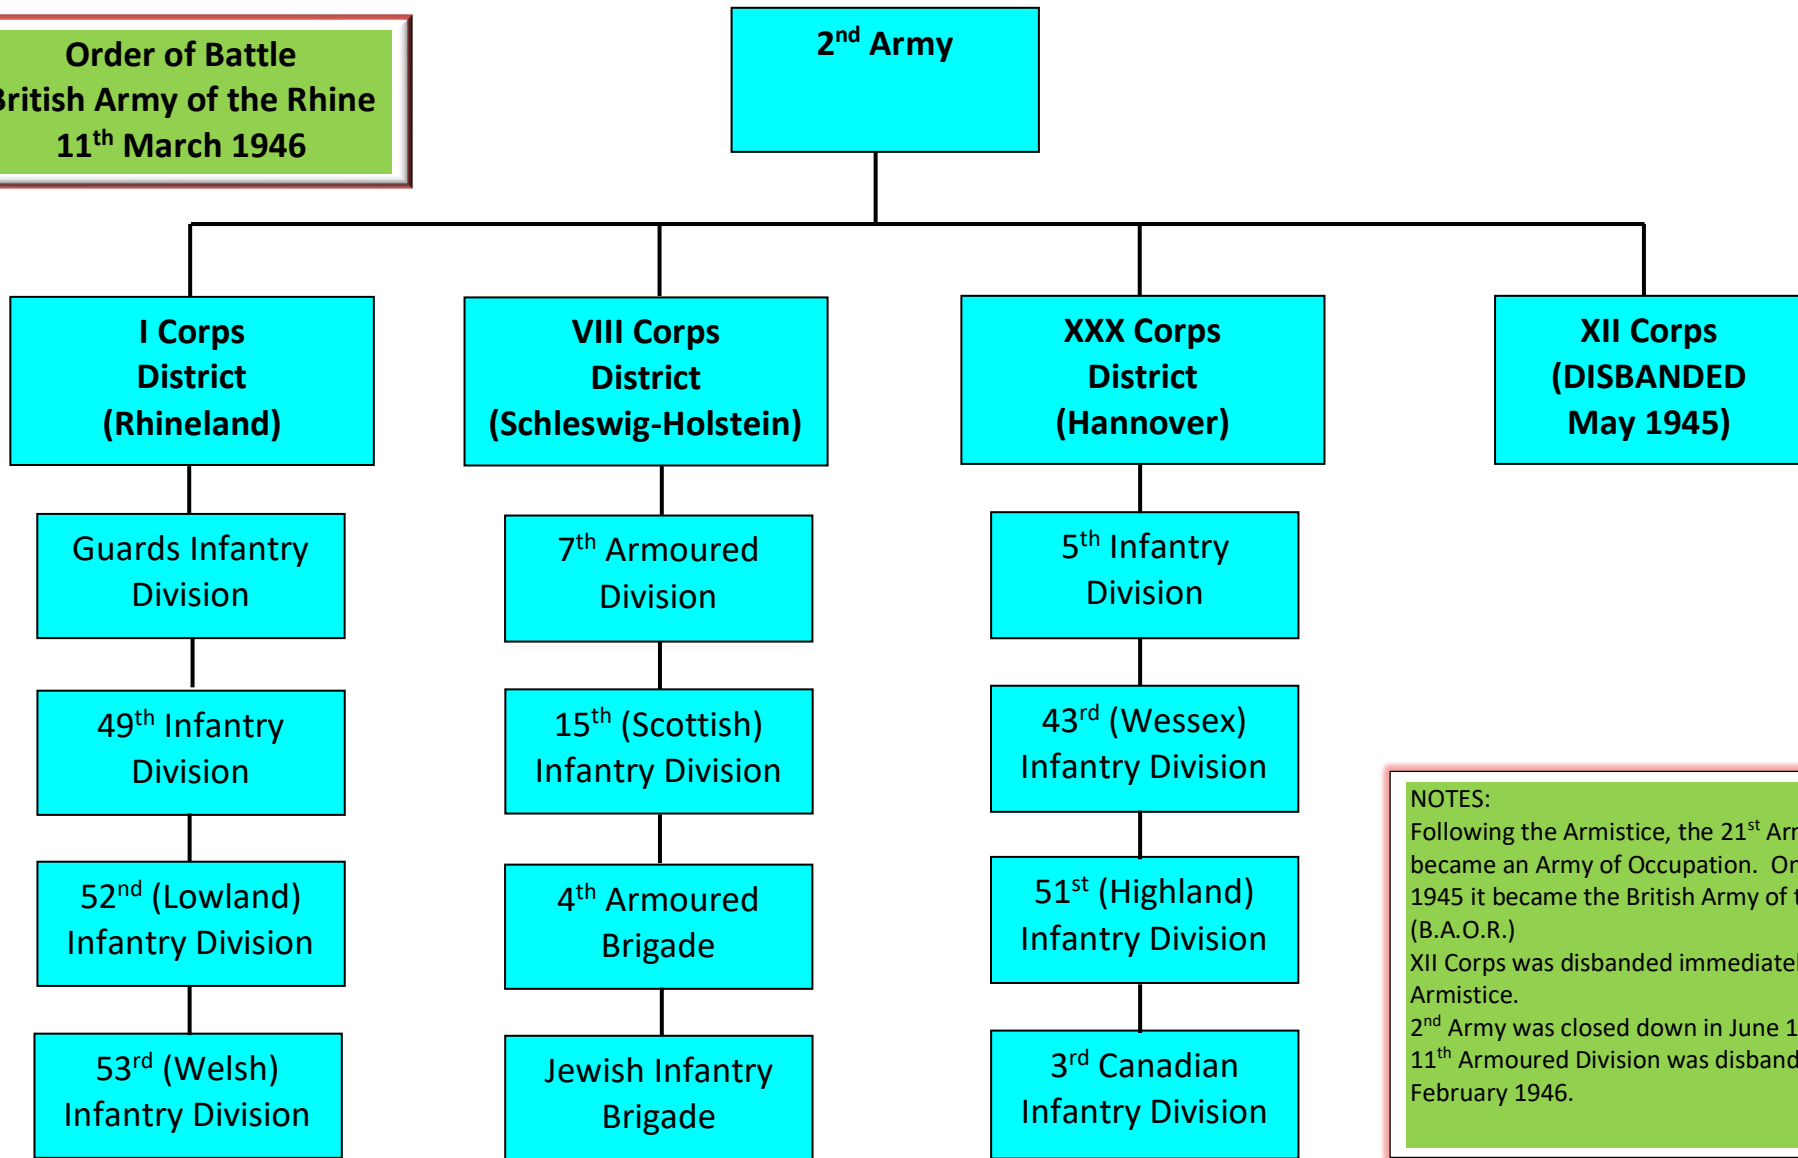 Order of Battle
British Army of the Rhine
11th March 1946
2nd Army
I Corps
District
(Rhineland)
VIII Corps
District
(Schleswig-Holstein)
XXX Corps
District
(Hannover)
XII Corps
(DISBANDED
May 1945)
Guards Infantry
Division
49th Infantry
Division
52nd (Lowland)
Infantry Division
53rd (Welsh)
Infantry Division
7th Armoured
Division
15th (Scottish)
Infantry Division
4th Armoured
Brigade
Jewish Infantry
Brigade
5th Infantry
Division
43rd (Wessex)
Infantry Division
51st (Highland)
Infantry Division
3rd Canadian
Infantry Division
NOTES:
Following the Armistice, the 21st
became an Army of Occupation. On
1945 it became the British Army of
(B.A.O.R.)
XII Corps was disbanded
Armistice.
2nd Army was closed down in June
11th Armoured Division was
February 1946.